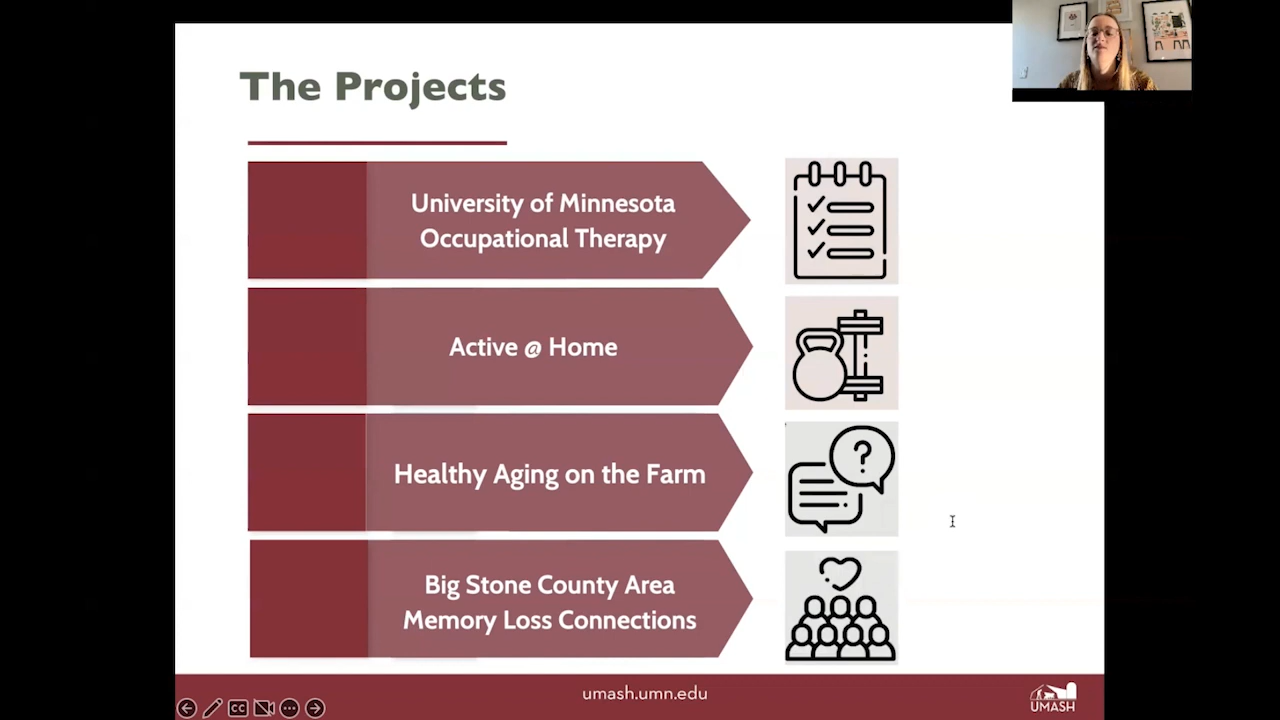 The Projects
University of Minnesota
Occupational Therapy
Active @ Home
Healthy Aging on the Farm
Big Stone County Area
Memory Loss Connections
umash.umn.edu
UMASH
CC